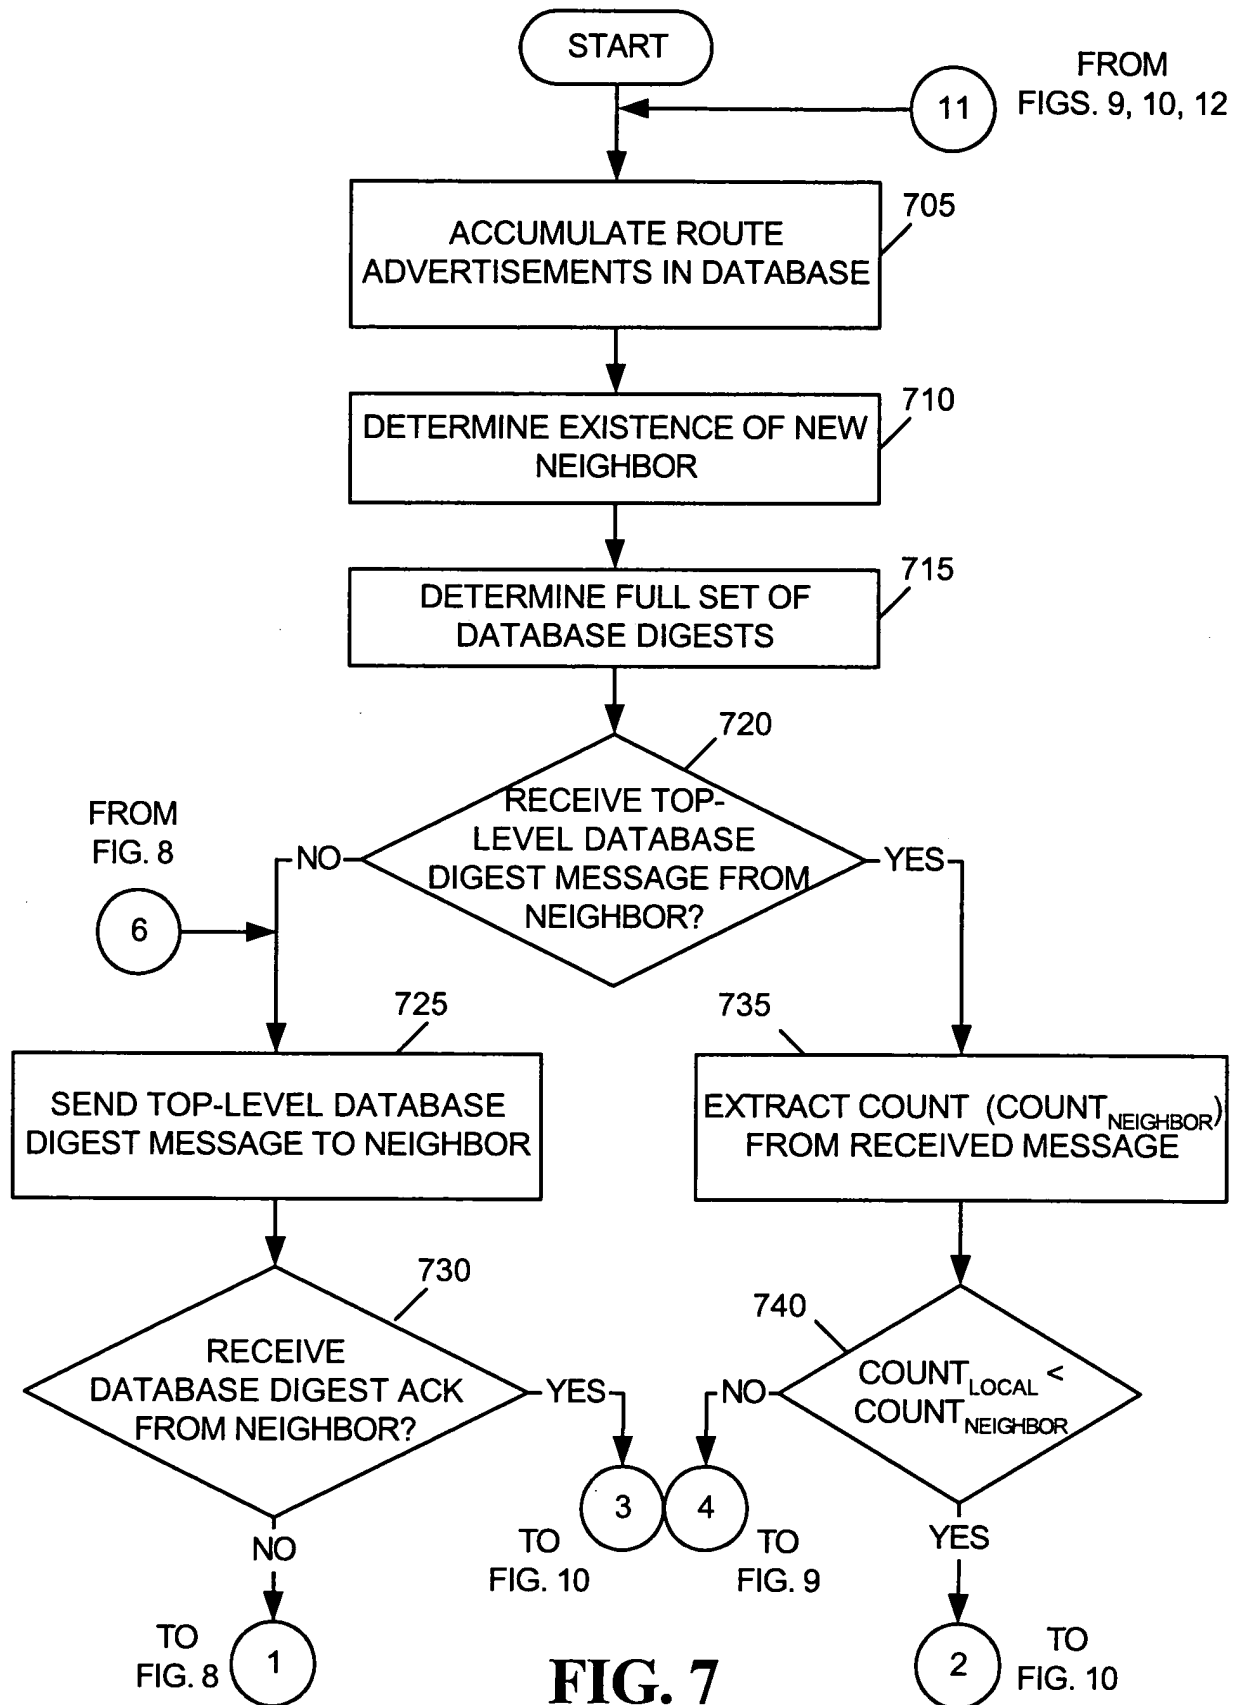 START
11
FROM
FIGS. 9, 10, 12
705
ACCUMULATE ROUTE
ADVERTISEMENTS IN DATABASE
710
DETERMINE EXISTENCE OF NEW
NEIGHBOR
715
DETERMINE FULL SET OF
DATABASE DIGESTS
720
RECEIVE TOP-
LEVEL DATABASE
DIGEST MESSAGE FROM
NEIGHBOR?
NO
YES
FROM
FIG. 8
6
725
SEND TOP-LEVEL DATABASE
DIGEST MESSAGE TO NEIGHBOR
735
EXTRACT COUNT (COUNT_NEIGHBOR)
FROM RECEIVED MESSAGE
730
RECEIVE
DATABASE DIGEST ACK
FROM NEIGHBOR?
YES
NO
740
COUNT_LOCAL <
COUNT_NEIGHBOR
NO
YES
3
TO
FIG. 10
4
TO
FIG. 9
TO
FIG. 8
1
2
TO
FIG. 10
FIG. 7